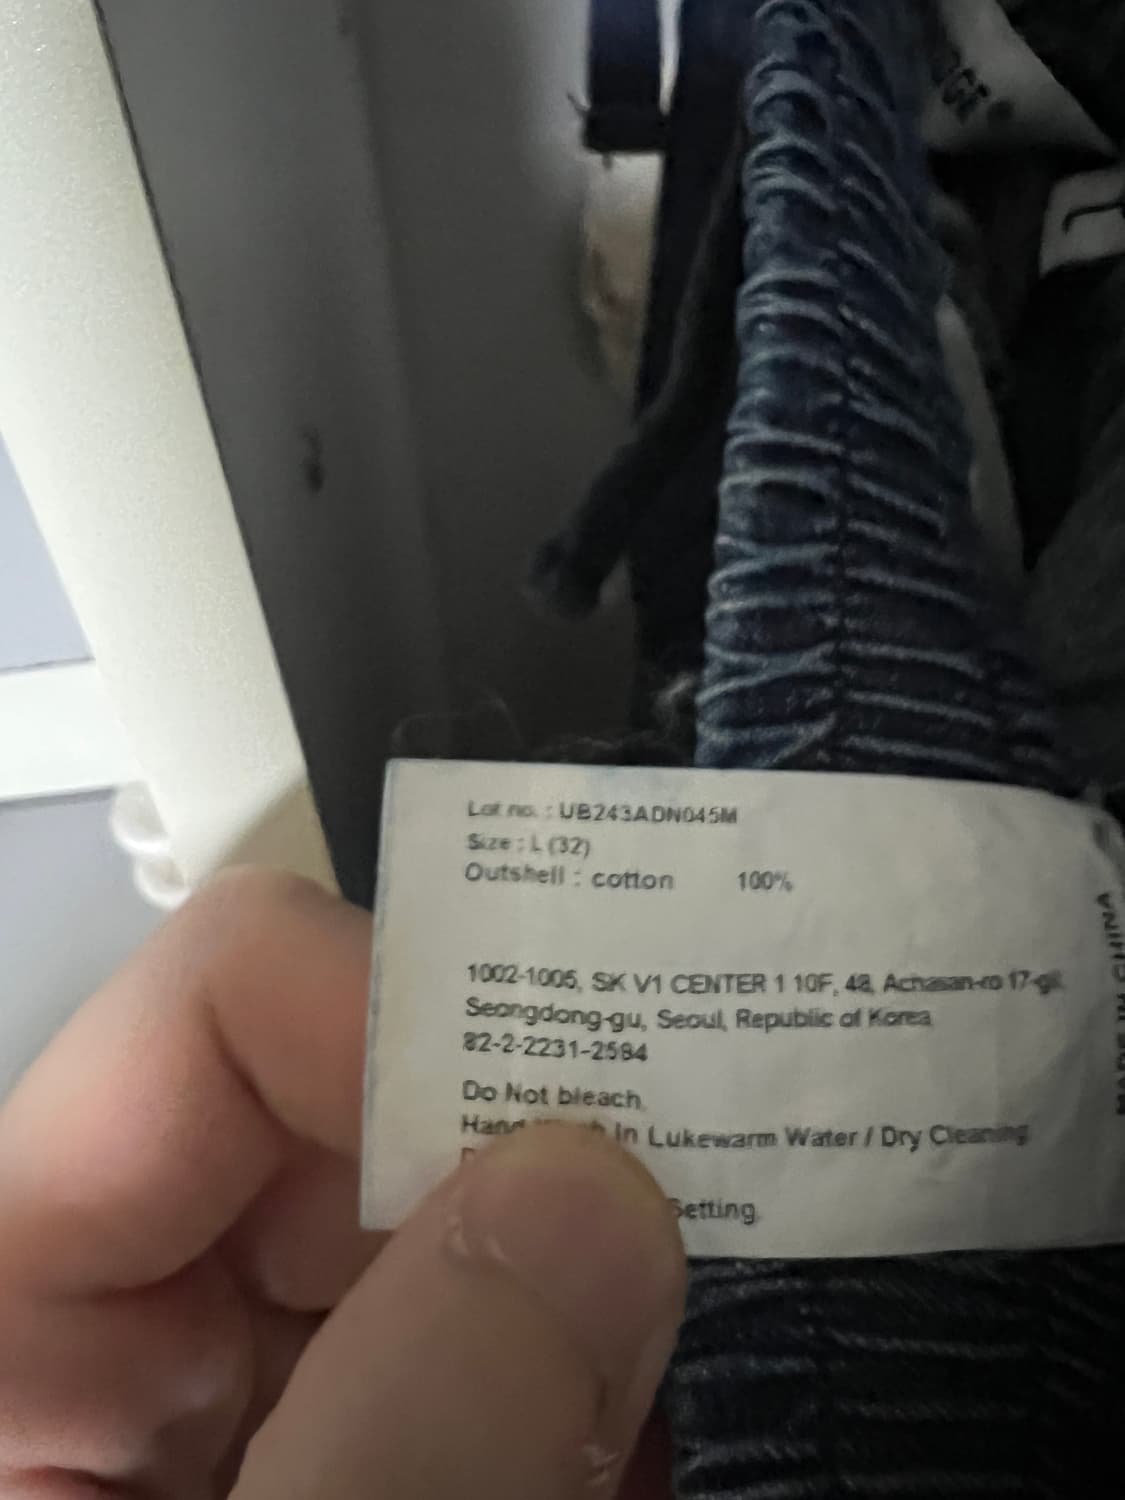 Lot no. : UB243ADN045M
Size : L (32)
Outshell : cotton 100%
1002-1005, SK V1 CENTER 1 10F, 48, Achasan-ro 17-gil
Seongdong-gu, Seoul, Republic of Korea
82-2-2231-2584
Do Not bleach
In Lukewarm Water / Dry Cleaning
Setting
MADE IN CHINA